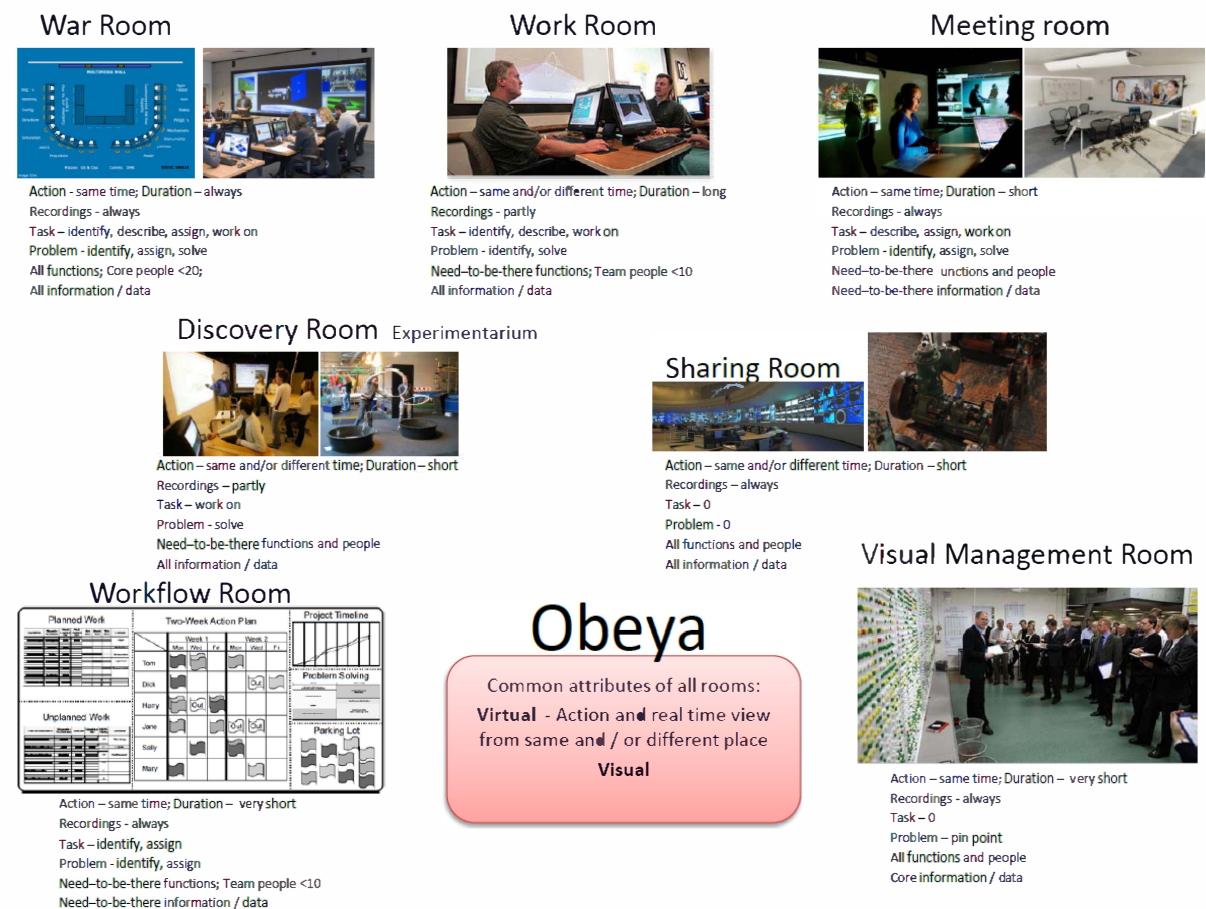 War Room
MULTIMEDIA WALL
Action - same time; Duration – always
Recordings - always
Task – identify, describe, assign, work on
Problem - identify, assign, solve
All functions; Core people <20;
All information / data
Work Room
Action – same and/or different time; Duration – long
Recordings - partly
Task – identify, describe, work on
Problem - identify, solve
Need–to-be-there functions; Team people <10
All information / data
Meeting room
Action – same time; Duration – short
Recordings - always
Task – describe, assign, work on
Problem - identify, assign, solve
Need–to-be-there unctions and people
Need–to-be-there information / data
Discovery Room Experimentarium
Action – same and/or different time; Duration – short
Recordings – partly
Task – work on
Problem - solve
Need–to-be-there functions and people
All information / data
Sharing Room
Action – same and/or different time; Duration – short
Recordings – always
Task – 0
Problem - 0
All functions and people
All information / data
Workflow Room
Planned Work
Unplanned Work
Two-Week Action Plan
Week 1 Week 2
Mon Wed Fri Mon Wed Fri
Tom
Dick
Out
Harry
Out
Jane
Out Out
Sally
Mary
Project Timeline
Problem Solving
Parking Lot
Action – same time; Duration – very short
Recordings - always
Task – identify, assign
Problem – identify, assign
Need–to-be-there functions; Team people <10
Need–to-be-there information / data
Obeya
Common attributes of all rooms:
Virtual - Action and real time view
from same and / or different place
Visual
Visual Management Room
Action – same time; Duration – very short
Recordings - always
Task – 0
Problem – pin point
All functions and people
Core information / data